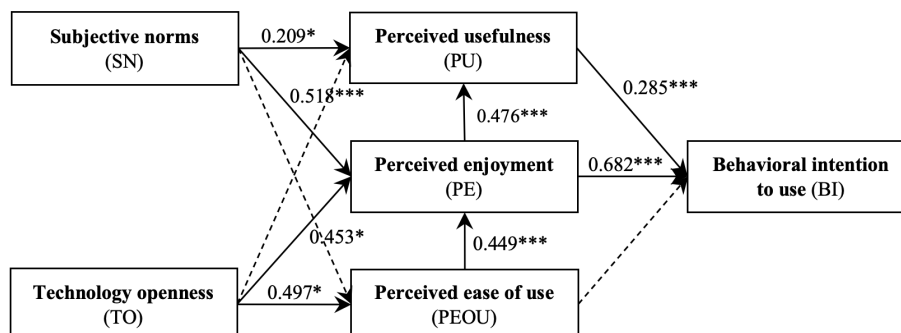 Subjective norms
(SN)
0.209*
Perceived usefulness
(PU)
0.518***
0.285***
0.476***
Perceived enjoyment
(PE)
0.682***
Behavioral intention
to use (BI)
0.453*
0.449***
Technology openness
(TO)
0.497*
Perceived ease of use
(PEOU)